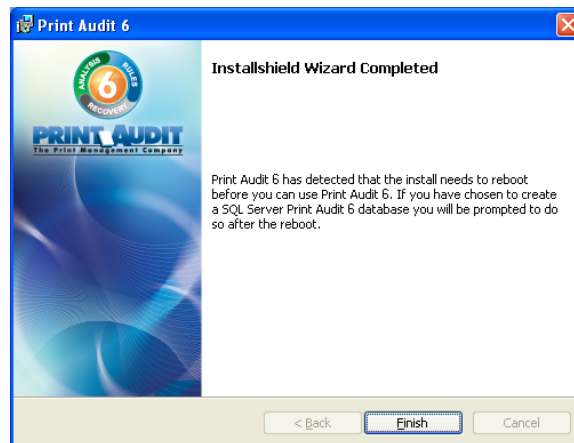 Print Audit 6
ANALYSIS
RULES
6
RECOVERY
PRINT AUDIT
The Print Management Company
Installshield Wizard Completed
Print Audit 6 has detected that the install needs to reboot
before you can use Print Audit 6. If you have chosen to create
a SQL Server Print Audit 6 database you will be prompted to do
so after the reboot.
< Back
Finish
Cancel